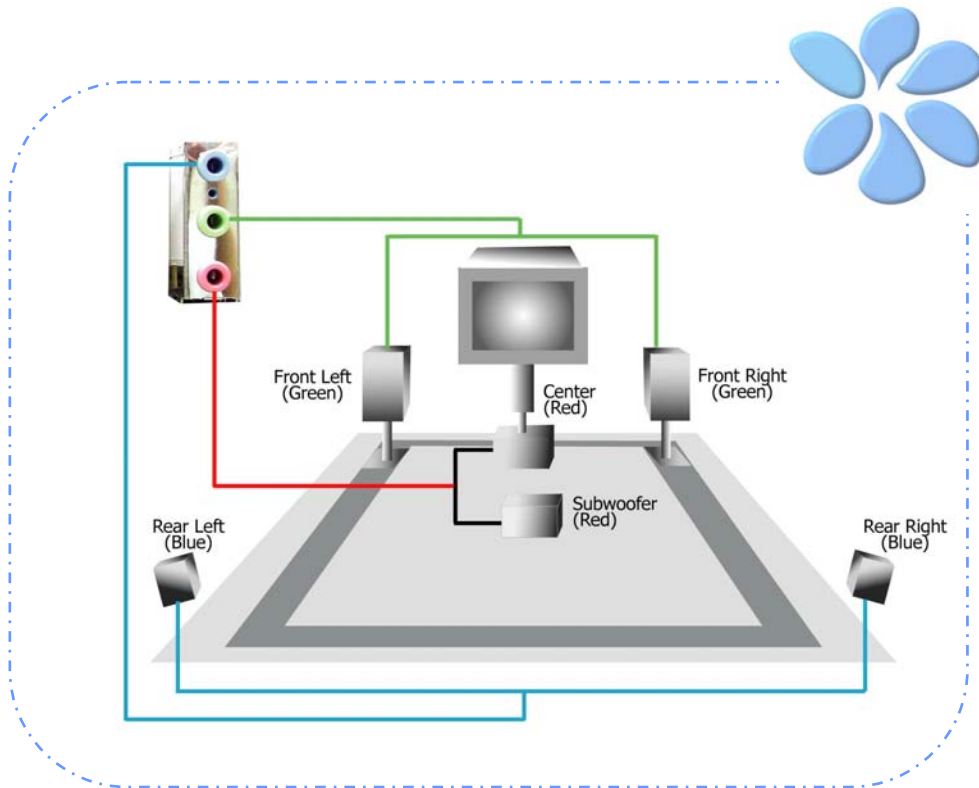 Front Left
(Green)
Center
(Red)
Front Right
(Green)
Subwoofer
(Red)
Rear Left
(Blue)
Rear Right
(Blue)